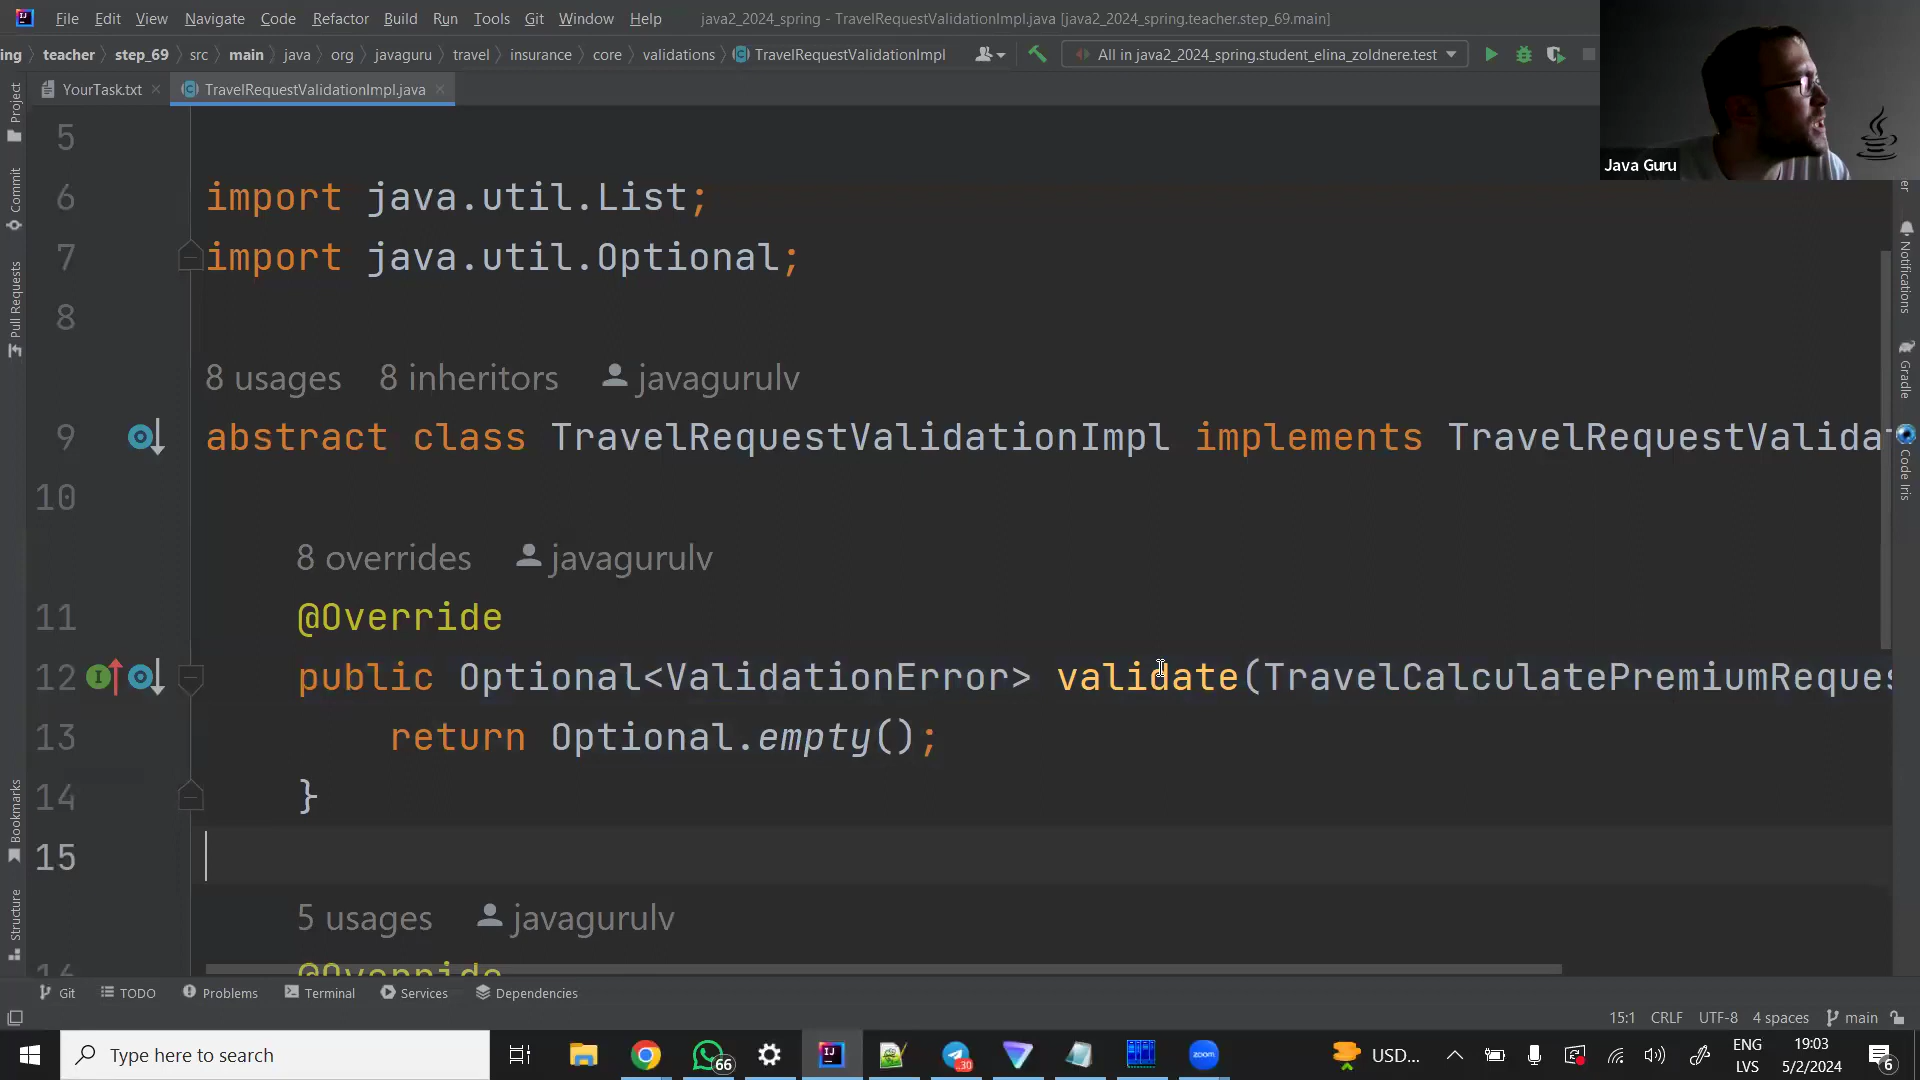 File Edit View Navigate Code Refactor Build Run Tools Git Window Help java2_2024_spring - TravelRequestValidationImpl.java [java2_2024_spring.teacher.step_69.main]
ing teacher step_69 src main java org javaguru travel insurance core validations TravelRequestValidationImpl All in java2_2024_spring.student_elina_zoldnere.test
YourTask.txt TravelRequestValidationImpl.java
Java Guru
Project
Commit
Pull Requests
Bookmarks
Structure
Notifications
Gradle
Code Iris
5
6 import java.util.List;
7 import java.util.Optional;
8
8 usages 8 inheritors javagurulv
9 abstract class TravelRequestValidationImpl implements TravelRequestValidat
10
8 overrides javagurulv
11 @Override
12 public Optional<ValidationError> validate(TravelCalculatePremiumReques
13 return Optional.empty();
14 }
15
5 usages javagurulv
16 @Override
Git TODO Problems Terminal Services Dependencies
15:1 CRLF UTF-8 4 spaces main
Type here to search 66 30 zoom USD... ENG LVS 19:03 5/2/2024 6